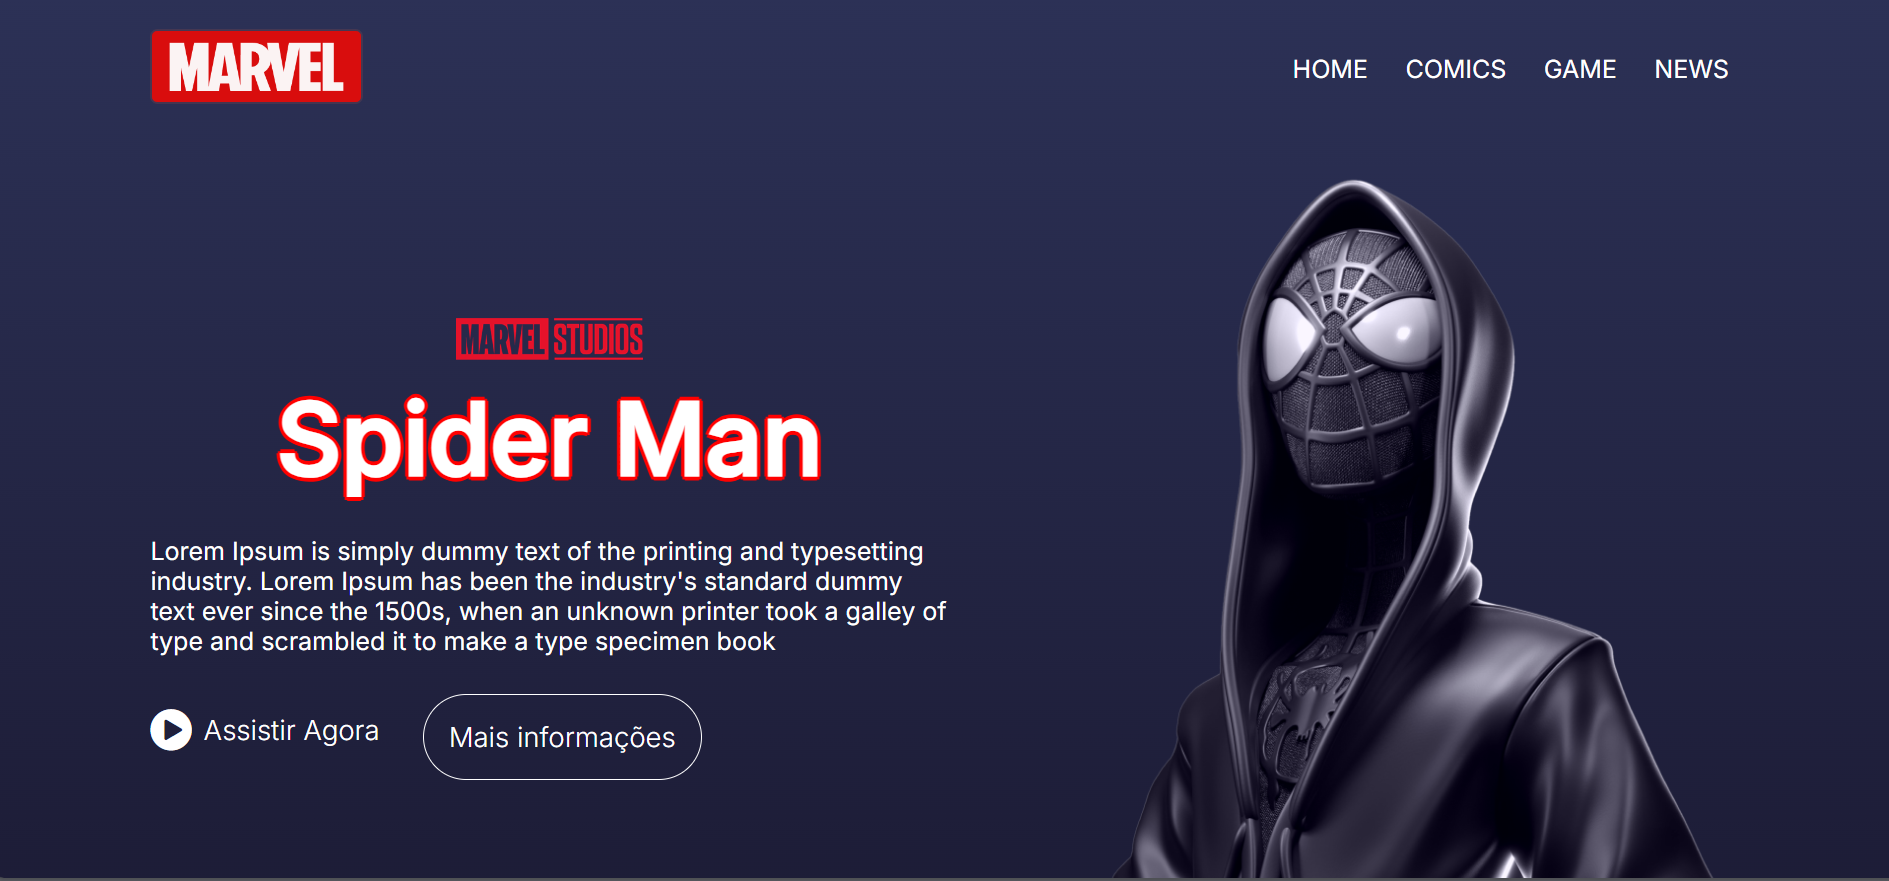 MARVEL
HOME COMICS GAME NEWS
MARVEL STUDIOS
Spider Man
Lorem Ipsum is simply dummy text of the printing and typesetting
industry. Lorem Ipsum has been the industry's standard dummy
text ever since the 1500s, when an unknown printer took a galley of
type and scrambled it to make a type specimen book
Assistir Agora
Mais informações